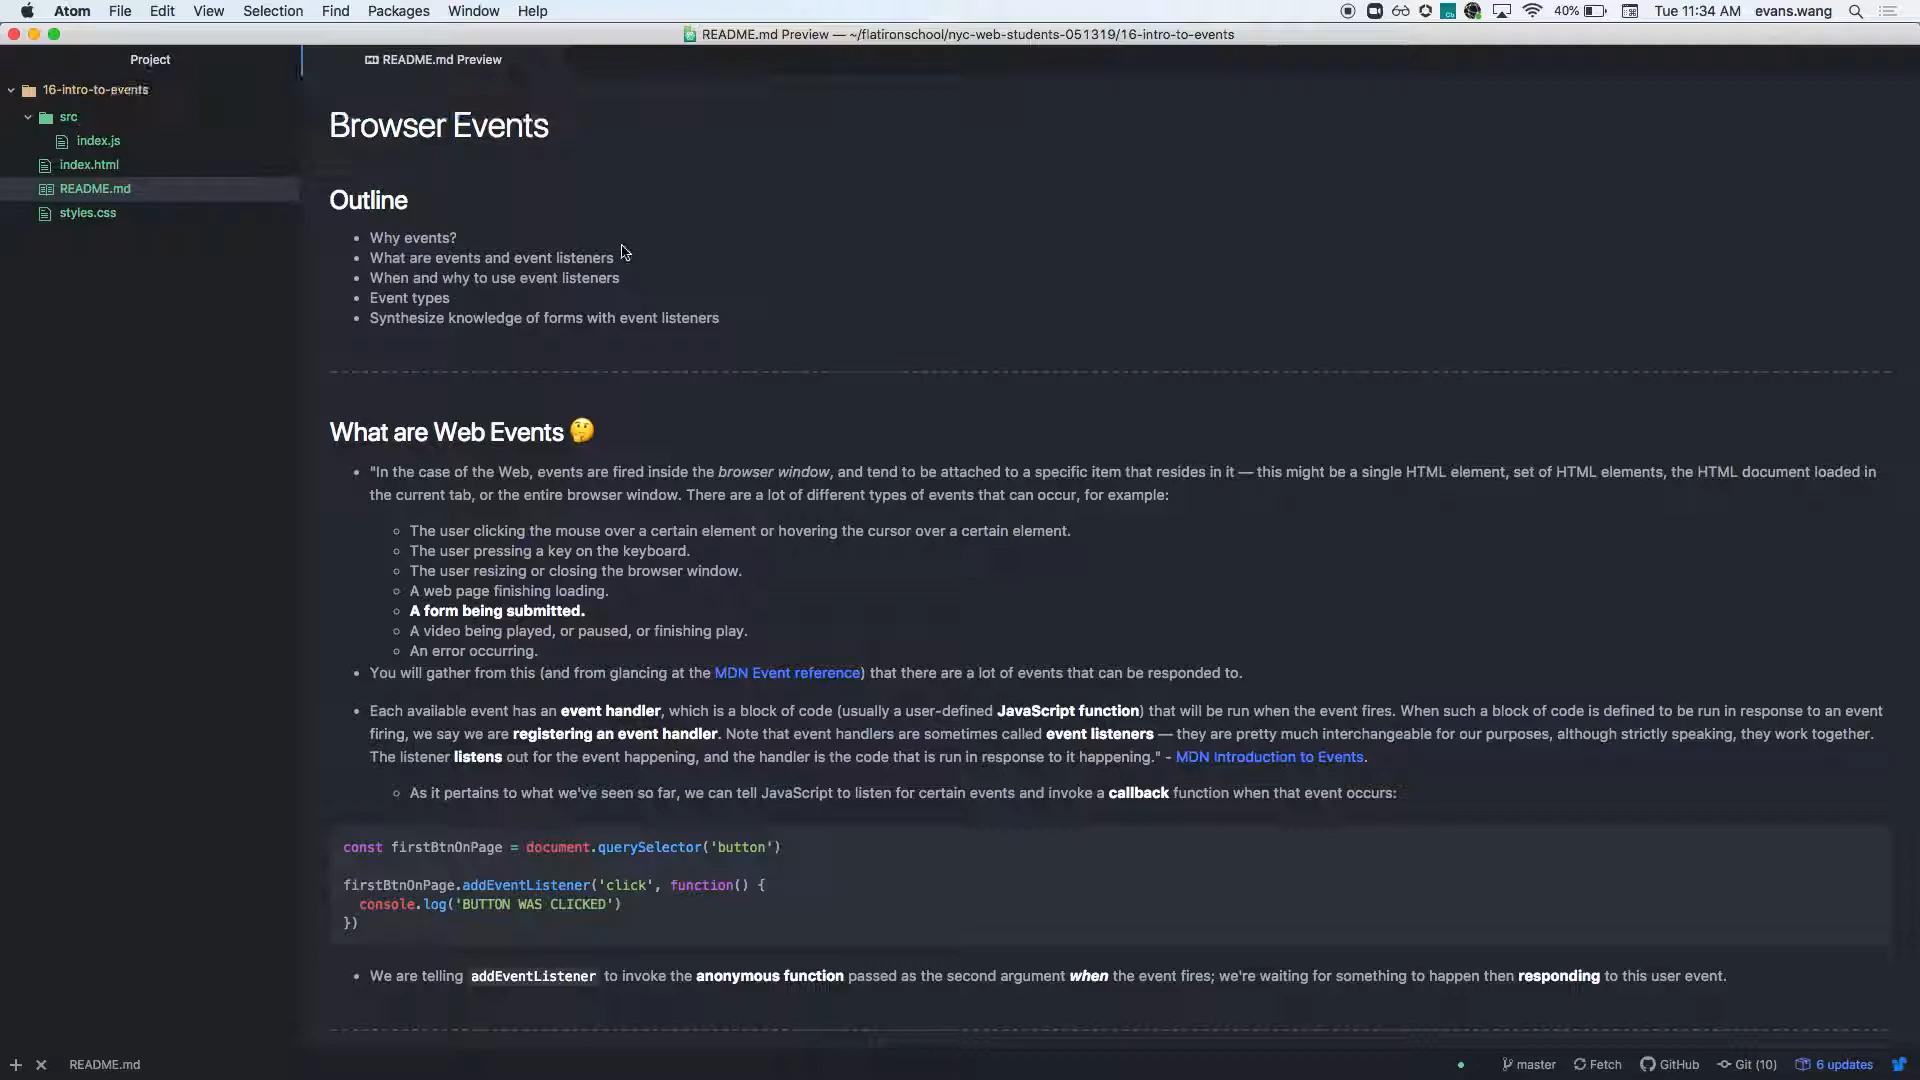 Atom File Edit View Selection Find Packages Window Help 40% Tue 11:34 AM evans.wang
README.md Preview — ~/flatironschool/nyc-web-students-051319/16-intro-to-events
Project
README.md Preview
16-intro-to-events
src
index.js
index.html
README.md
styles.css
Browser Events
Outline
• Why events?
• What are events and event listeners
• When and why to use event listeners
• Event types
• Synthesize knowledge of forms with event listeners
What are Web Events 🤔
• "In the case of the Web, events are fired inside the browser window, and tend to be attached to a specific item that resides in it — this might be a single HTML element, set of HTML elements, the HTML document loaded in
the current tab, or the entire browser window. There are a lot of different types of events that can occur, for example:
◦ The user clicking the mouse over a certain element or hovering the cursor over a certain element.
◦ The user pressing a key on the keyboard.
◦ The user resizing or closing the browser window.
◦ A web page finishing loading.
◦ A form being submitted.
◦ A video being played, or paused, or finishing play.
◦ An error occurring.
• You will gather from this (and from glancing at the MDN Event reference) that there are a lot of events that can be responded to.
• Each available event has an event handler, which is a block of code (usually a user-defined JavaScript function) that will be run when the event fires. When such a block of code is defined to be run in response to an event
firing, we say we are registering an event handler. Note that event handlers are sometimes called event listeners — they are pretty much interchangeable for our purposes, although strictly speaking, they work together.
The listener listens out for the event happening, and the handler is the code that is run in response to it happening." - MDN Introduction to Events.
◦ As it pertains to what we've seen so far, we can tell JavaScript to listen for certain events and invoke a callback function when that event occurs:
const firstBtnOnPage = document.querySelector('button')
firstBtnOnPage.addEventListener('click', function() {
console.log('BUTTON WAS CLICKED')
})
• We are telling addEventListener to invoke the anonymous function passed as the second argument when the event fires; we're waiting for something to happen then responding to this user event.
README.md master Fetch GitHub Git (10) 6 updates